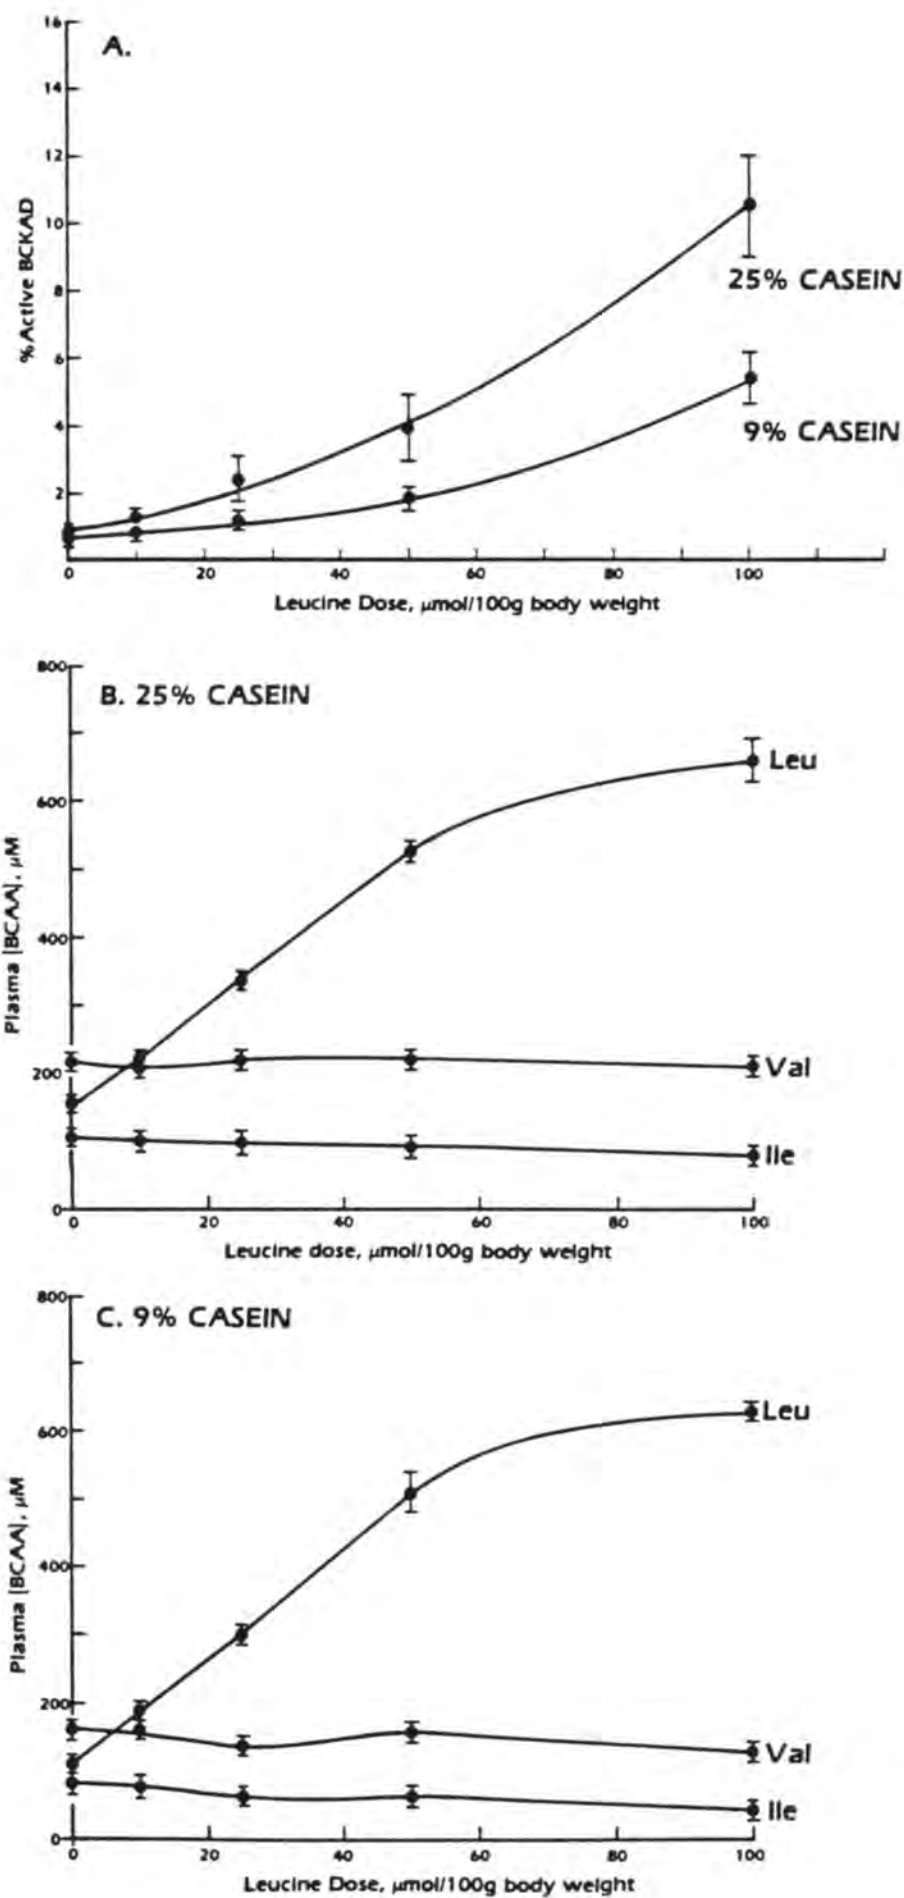 A.
16
14
12
10
8
6
4
2
% Active BCKAD
25% CASEIN
9% CASEIN
0 20 40 60 80 100
Leucine Dose, µmol/100g body weight
B. 25% CASEIN
800
600
400
200
0
Plasma [BCAA], µM
Leu
Val
Ile
0 20 40 60 80 100
Leucine dose, µmol/100g body weight
C. 9% CASEIN
800
600
400
200
0
Plasma [BCAA], µM
Leu
Val
Ile
0 20 40 60 80 100
Leucine Dose, µmol/100g body weight